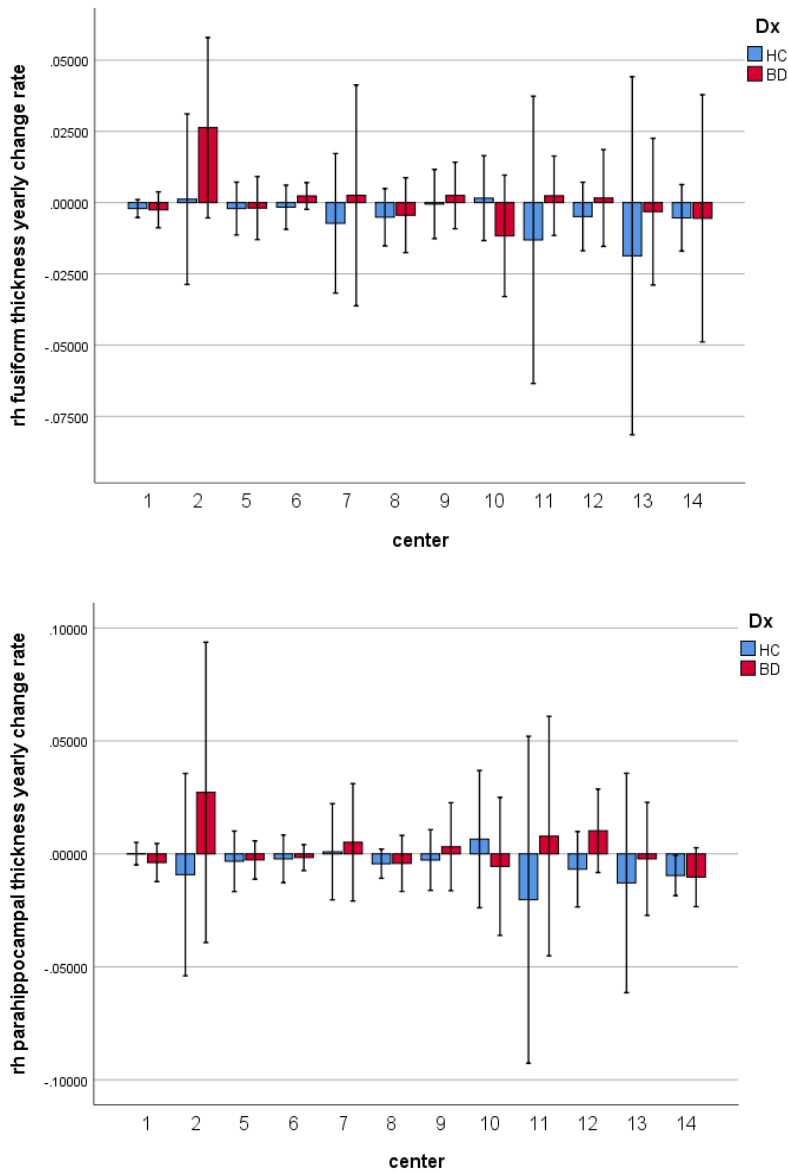 Dx
HC
BD
rh fusiform thickness yearly change rate
.05000
.02500
.00000
-.02500
-.05000
-.07500
1 2 5 6 7 8 9 10 11 12 13 14
center
Dx
HC
BD
rh parahippocampal thickness yearly change rate
.10000
.05000
.00000
-.05000
-.10000
1 2 5 6 7 8 9 10 11 12 13 14
center